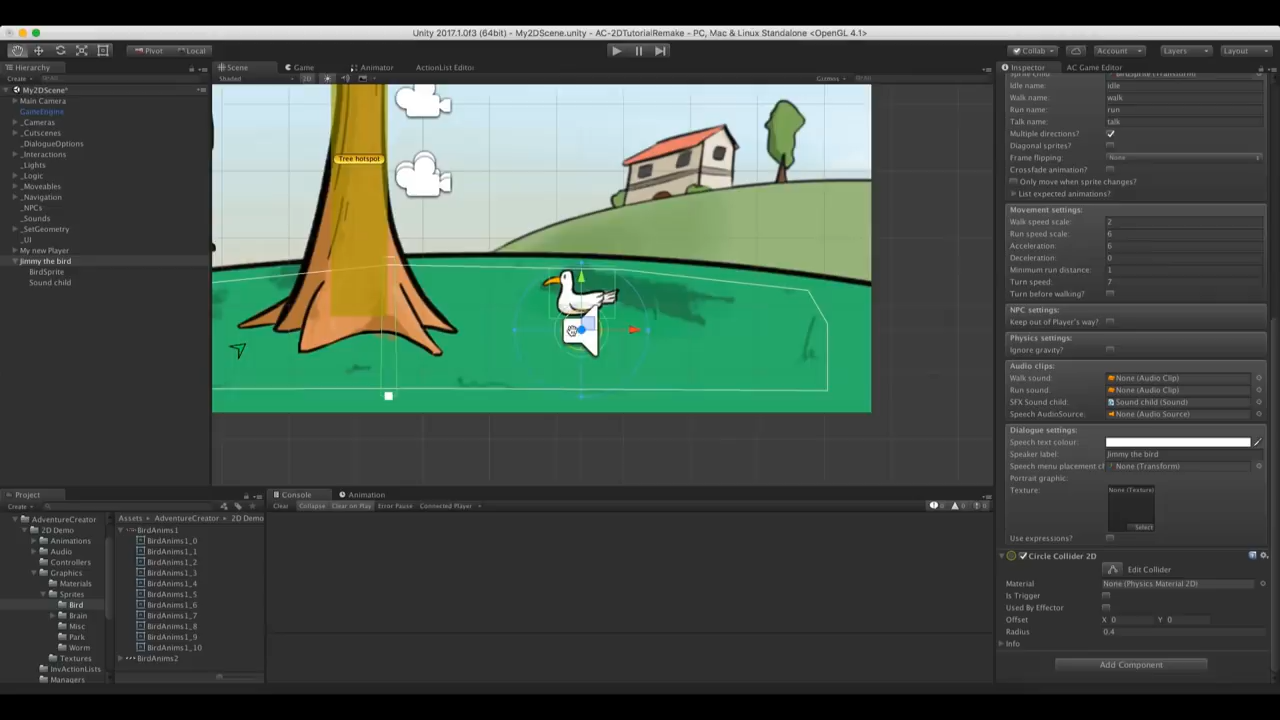 Unity 2017.1.0f3 (64bit) - My2DScene.unity - AC-2DTutorialRemake - PC, Mac & Linux Standalone <OpenGL 4.1>
Pivot Local
Collab Account Layers Layout
Hierarchy
Create
My2DScene*
Main Camera
GameEngine
_Cameras
_Cutscenes
_DialogueOptions
_Interactions
_Lights
_Logic
_Moveables
_Navigation
_NPCs
_Sounds
_SetGeometry
_UI
My new Player
Jimmy the bird
BirdSprite
Sound child
Scene Game Animator ActionList Editor
Shaded 2D Gizmos
Tree hotspot
Inspector AC Game Editor
Sprite child BirdSprite (Transform)
Idle name: idle
Walk name: walk
Run name: run
Talk name: talk
Multiple directions?
Diagonal sprites?
Frame flipping: None
Crossfade animation?
Only move when sprite changes?
List expected animations?
Movement settings:
Walk speed scale: 2
Run speed scale: 6
Acceleration: 6
Deceleration: 0
Minimum run distance: 1
Turn speed: 7
Turn before walking?
NPC settings:
Keep out of Player's way?
Physics settings:
Ignore gravity?
Audio clips:
Walk sound: None (Audio Clip)
Run sound: None (Audio Clip)
SFX Sound child: Sound child (Sound)
Speech AudioSource: None (Audio Source)
Dialogue settings:
Speech text colour:
Speaker label: Jimmy the bird
Speech menu placement ch None (Transform)
Portrait graphic:
Texture: None (Texture)
Select
Use expressions?
Circle Collider 2D
Edit Collider
Material None (Physics Material 2D)
Is Trigger
Used By Effector
Offset X 0 Y 0
Radius 0.4
Info
Add Component
Project
Create
AdventureCreator
2D Demo
Animations
Audio
Controllers
Graphics
Materials
Sprites
Bird
Brain
Misc
Park
Worm
Textures
InvActionLists
Managers
Assets AdventureCreator 2D Demo
BirdAnims1
BirdAnims1_0
BirdAnims1_1
BirdAnims1_2
BirdAnims1_3
BirdAnims1_4
BirdAnims1_5
BirdAnims1_6
BirdAnims1_7
BirdAnims1_8
BirdAnims1_9
BirdAnims1_10
BirdAnims2
Console Animation
Clear Collapse Clear on Play Error Pause Connected Player